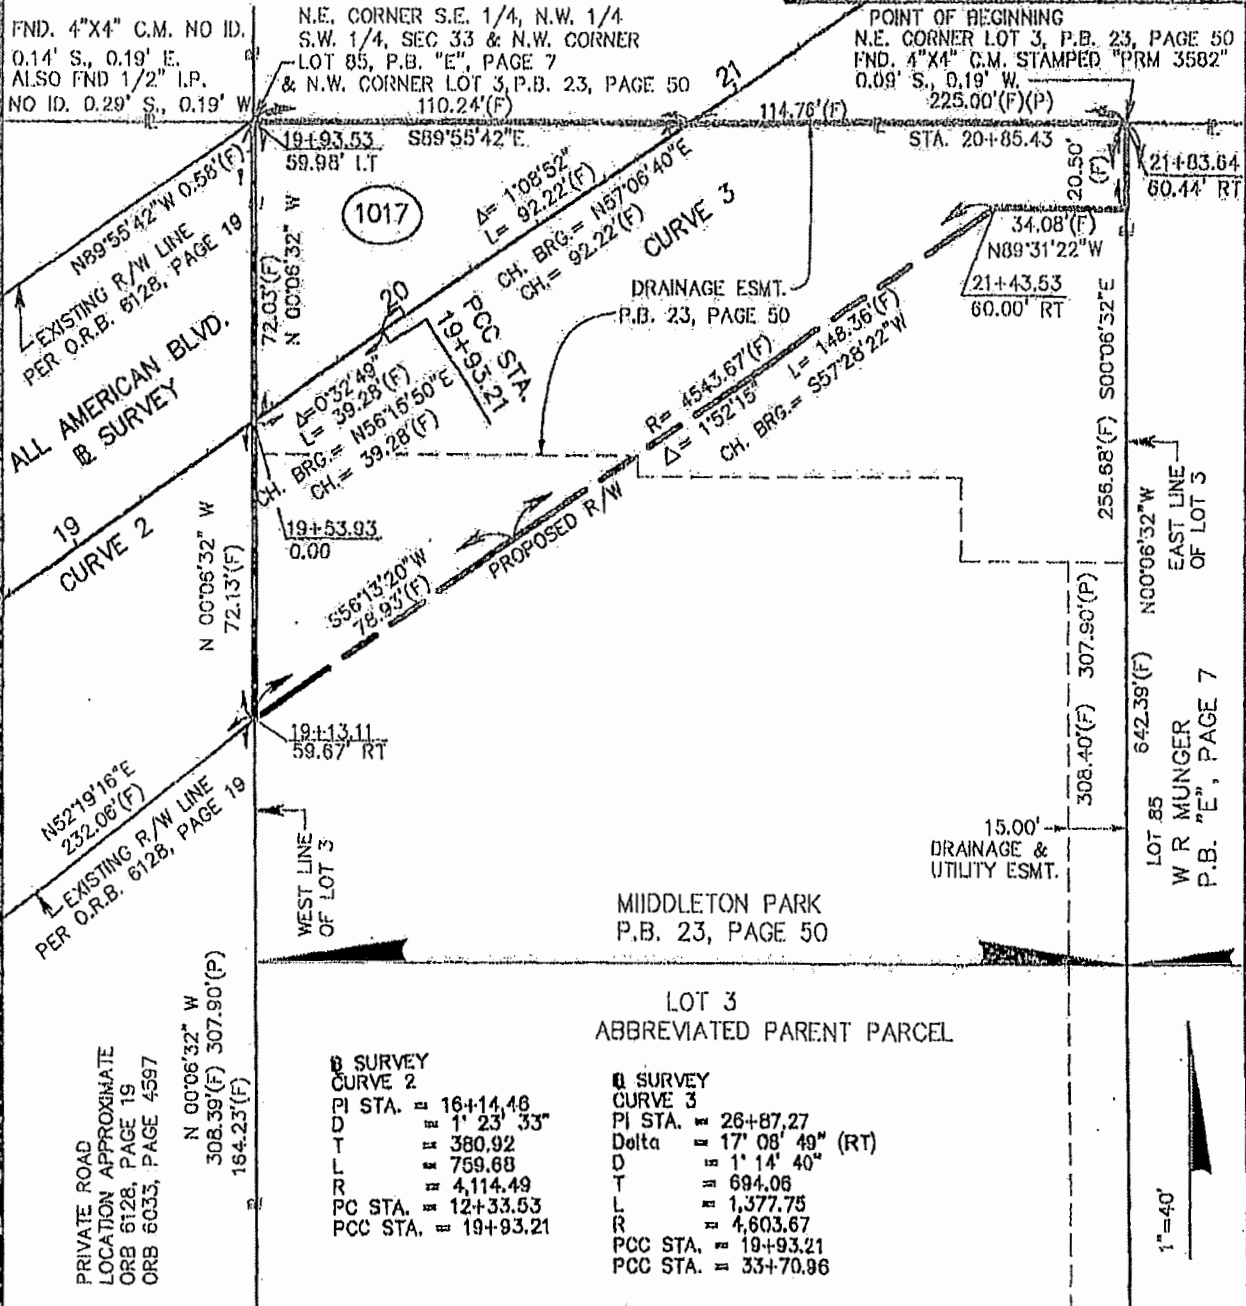 FND. 4"X4" C.M. NO ID.
0.14' S., 0.19' E.
ALSO FND 1/2" I.P.
NO ID. 0.29' S., 0.19' W
N.E. CORNER S.E. 1/4, N.W. 1/4
S.W. 1/4, SEC 33 & N.W. CORNER
LOT 85, P.B. "E", PAGE 7
& N.W. CORNER LOT 3, P.B. 23, PAGE 50
POINT OF BEGINNING
N.E. CORNER LOT 3, P.B. 23, PAGE 50
FND. 4"X4" C.M. STAMPED "PRM 3582"
0.09' S., 0.19' W.
225.00'(F)(P)
110.24'(F)
S89°55'42"E
21
114.76'(F)
STA. 20+85.43
19+93.53
59.98' LT
20.50'
(F)
21+83.64
60.44' RT
N89°55'42"W 0.58'(F)
EXISTING R/W LINE
PER O.R.B. 6128, PAGE 19
72.03'(F)
N 00°06'32" W
1017
Δ= 1°08'52"
L= 92.22'(F)
CH. BRG.= N57°06'40"E
CH.= 92.22'(F)
CURVE 3
34.08'(F)
N89°31'22"W
21+43.53
60.00' RT
DRAINAGE ESMT.
P.B. 23, PAGE 50
20
PCC STA.
19+93.21
ALL AMERICAN BLVD.
B SURVEY
Δ=0°32'49"
L= 39.28'(F)
CH. BRG.= N56°15'50"E
CH.= 39.28'(F)
R= 4543.67'(F)
Δ= 1°52'15"
L= 148.36'(F)
CH. BRG.= S57°28'22"W
256.68'(F) S00°06'32"E
19
CURVE 2
19+53.93
0.00
PROPOSED R/W
N 00°06'32" W
72.13'(F)
S56°13'20"W
78.93'(F)
N00°06'32"W
EAST LINE
OF LOT 3
308.40'(F) 307.90'(P)
642.39'(F)
LOT 85
W R MUNGER
P.B. "E", PAGE 7
19+13.11
59.67' RT
N52°19'16"E
232.06'(F)
EXISTING R/W LINE
PER O.R.B. 6128, PAGE 19
WEST LINE
OF LOT 3
15.00'
DRAINAGE &
UTILITY ESMT.
MIIDDLETON PARK
P.B. 23, PAGE 50
LOT 3
ABBREVIATED PARENT PARCEL
N 00°06'32" W
308.39'(F) 307.90'(P)
164.23'(F)
PRIVATE ROAD
LOCATION APPROXIMATE
ORB 6128, PAGE 19
ORB 6033, PAGE 4597
B SURVEY
CURVE 2
PI STA. = 16+14.46
D = 1° 23' 33"
T = 380.92
L = 759.68
R = 4,114.49
PC STA. = 12+33.53
PCC STA. = 19+93.21
B SURVEY
CURVE 3
PI STA. = 26+87.27
Delta = 17° 08' 49" (RT)
D = 1° 14' 40"
T = 694.06
L = 1,377.75
R = 4,603.67
PCC STA. = 19+93.21
PCC STA. = 33+70.96
1"=40'